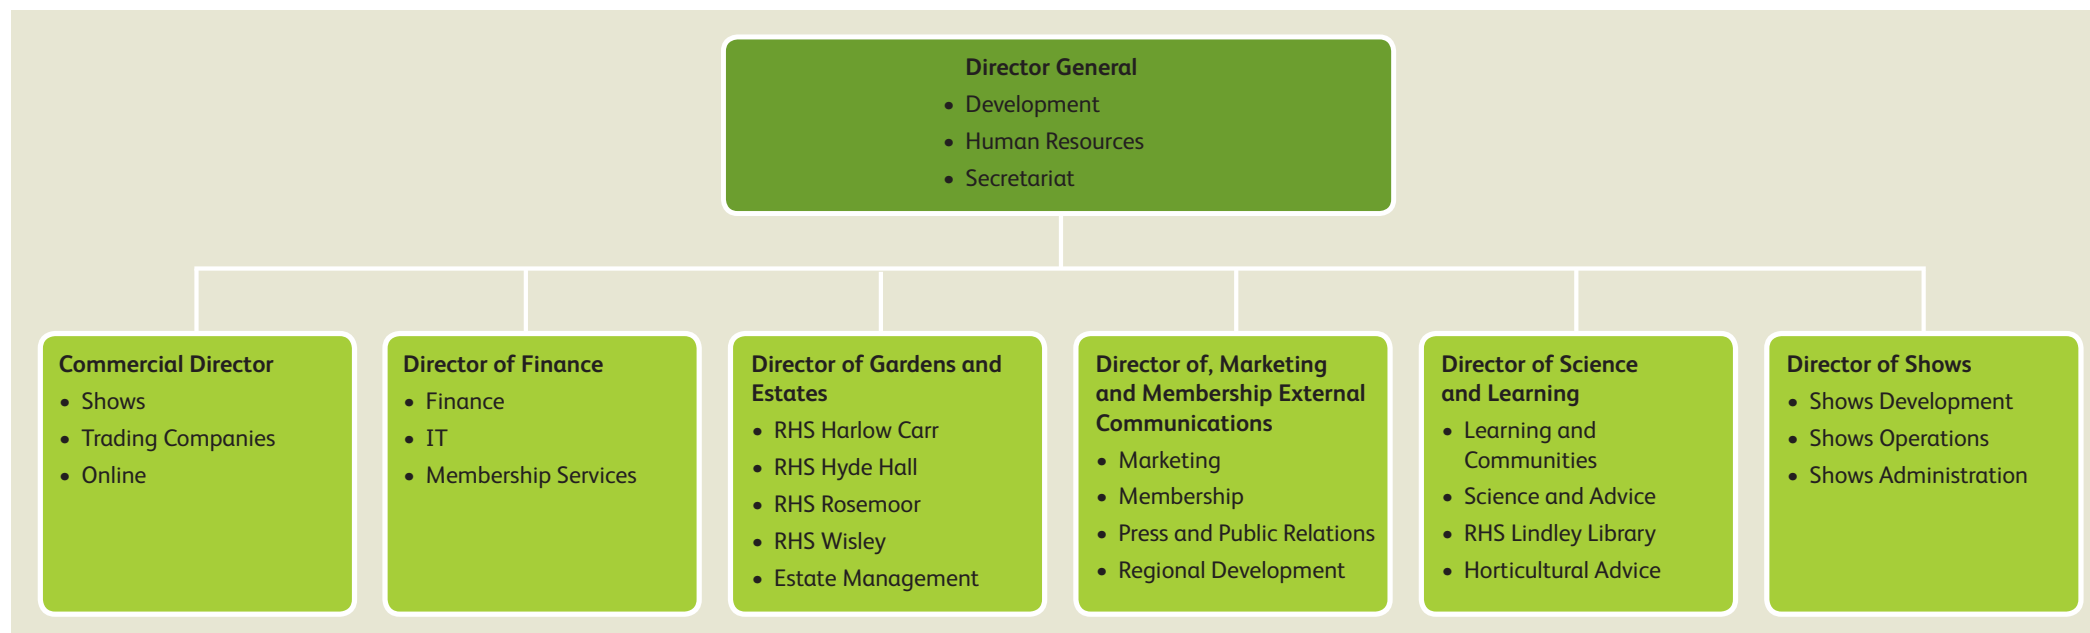 Director General
• Development
• Human Resources
• Secretariat
Commercial Director
• Shows
• Trading Companies
• Online
Director of Finance
• Finance
• IT
• Membership Services
Director of Gardens and
Estates
• RHS Harlow Carr
• RHS Hyde Hall
• RHS Rosemoor
• RHS Wisley
• Estate Management
Director of, Marketing
and Membership External
Communications
• Marketing
• Membership
• Press and Public Relations
• Regional Development
Director of Science
and Learning
• Learning and
Communities
• Science and Advice
• RHS Lindley Library
• Horticultural Advice
Director of Shows
• Shows Development
• Shows Operations
• Shows Administration